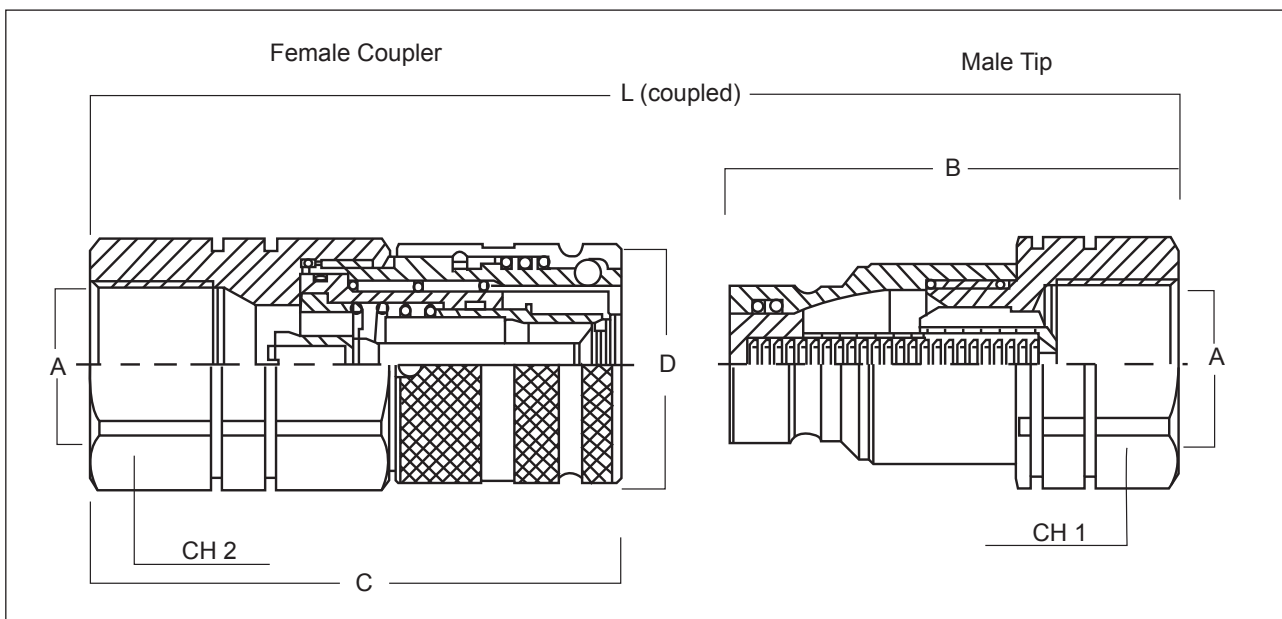 Female Coupler
Male Tip
L (coupled)
B
A
D
A
CH 2
CH 1
C